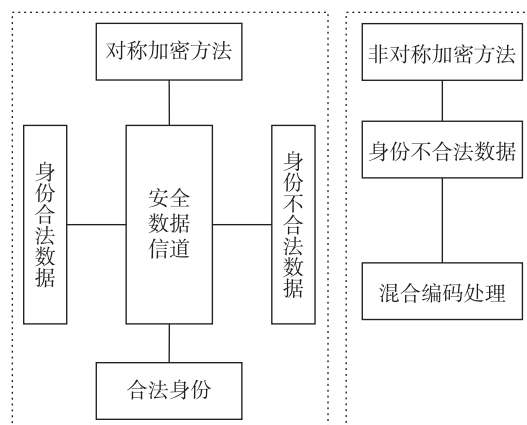 对称加密方法
身份合法数据
安全
数据
信道
身份不合法数据
合法身份
非对称加密方法
身份不合法数据
混合编码处理